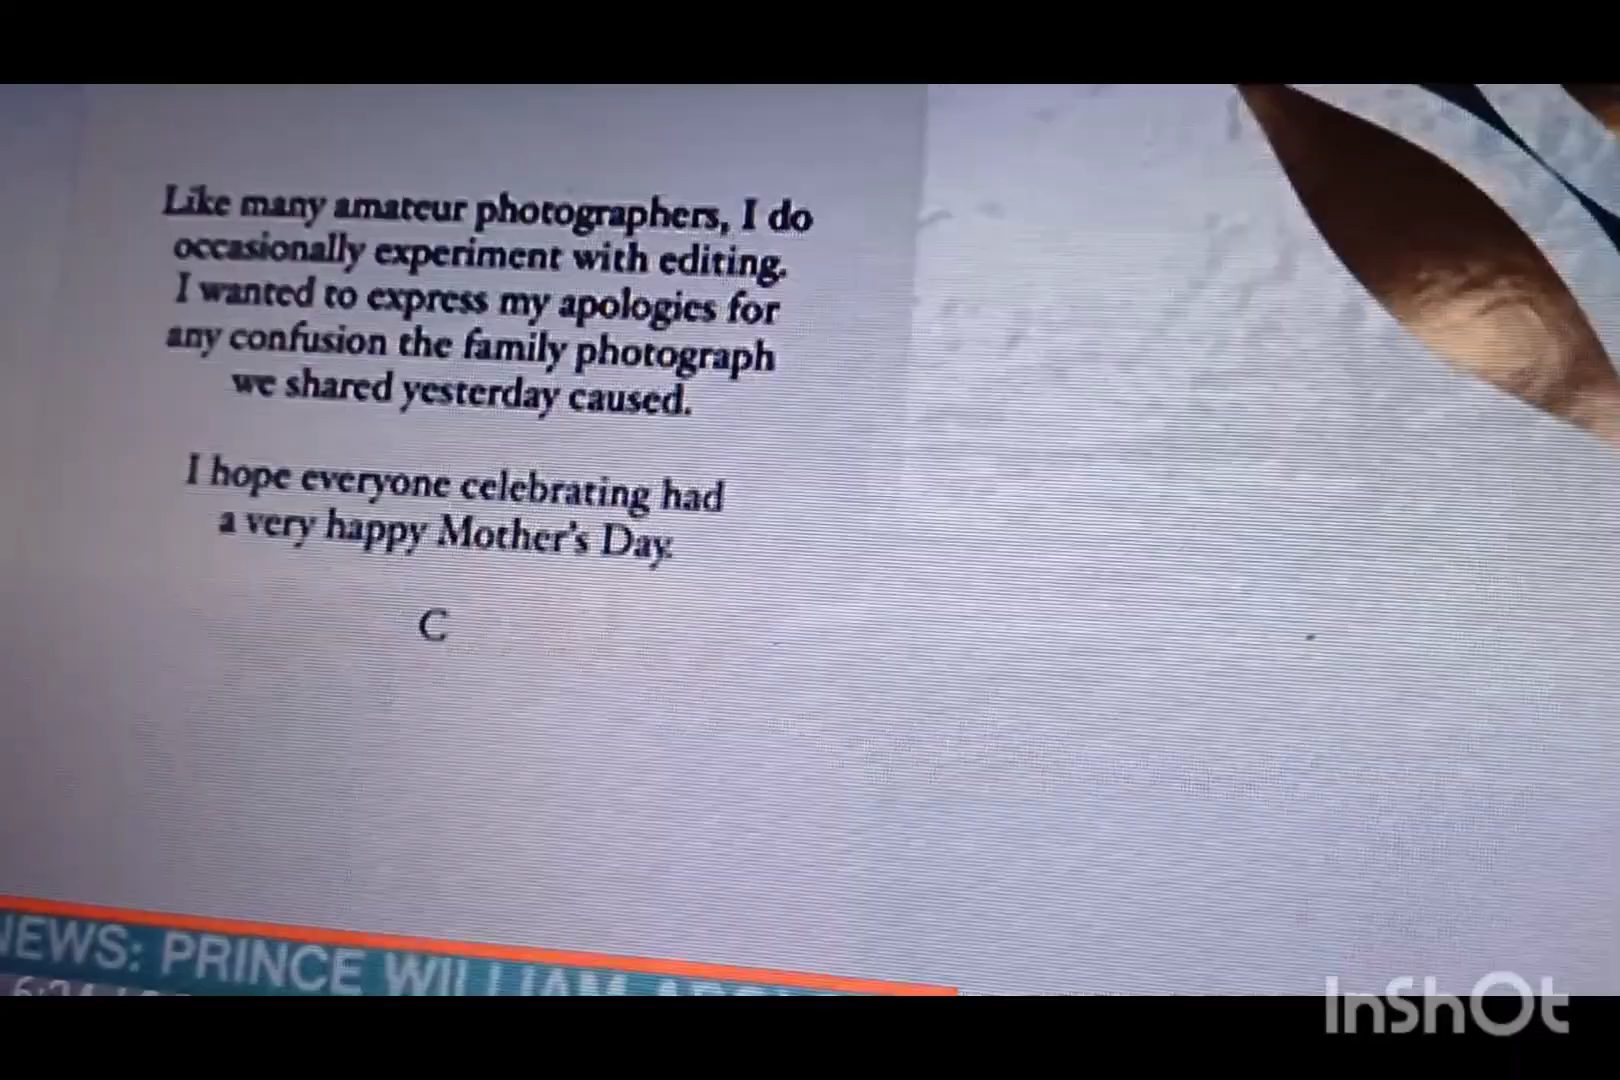 Like many amateur photographers, I do
occasionally experiment with editing.
I wanted to express my apologies for
any confusion the family photograph
we shared yesterday caused.
I hope everyone celebrating had
a very happy Mother's Day.
C
NEWS: PRINCE WILLIAM
InShOt